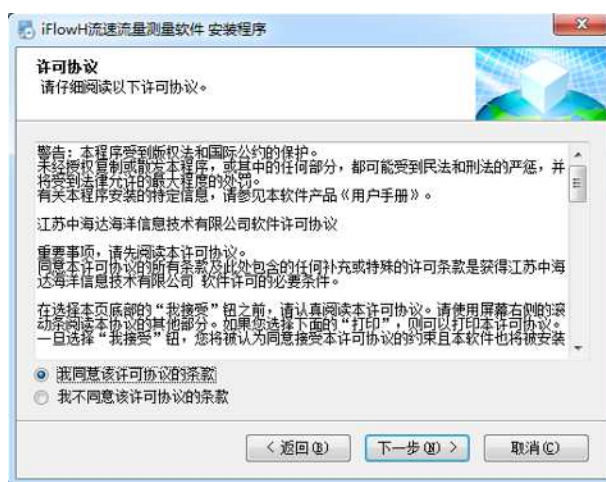 iFlowH流速流量测量软件 安装程序
许可协议
请仔细阅读以下许可协议。
警告：本程序受到版权法和国际公约的保护。
未经授权复制或散发本程序，或其中的任何部分，都可能受到民法和刑法的严惩，并
将受到法律允许的最大程度的处罚。
有关本程序安装的特定信息，请参见本软件产品《用户手册》。
江苏中海达海洋信息技术有限公司软件许可协议
重要事项，请先阅读本许可协议。
同意本许可协议的所有条款及此处包含的任何补充或特殊的许可条款是获得江苏中海
达海洋信息技术有限公司 软件许可的必要条件。
在选择本页底部的“我接受”钮之前，请认真阅读本许可协议。请使用屏幕右侧的滚
动条阅读本协议的其他部分。如果您选择下面的“打印”，则可以打印本许可协议。
一旦选择“我接受”钮，您将被认为同意接受本许可协议的约束且本软件也将被安装
我同意该许可协议的条款
我不同意该许可协议的条款
< 返回(B)
下一步(N) >
取消(C)